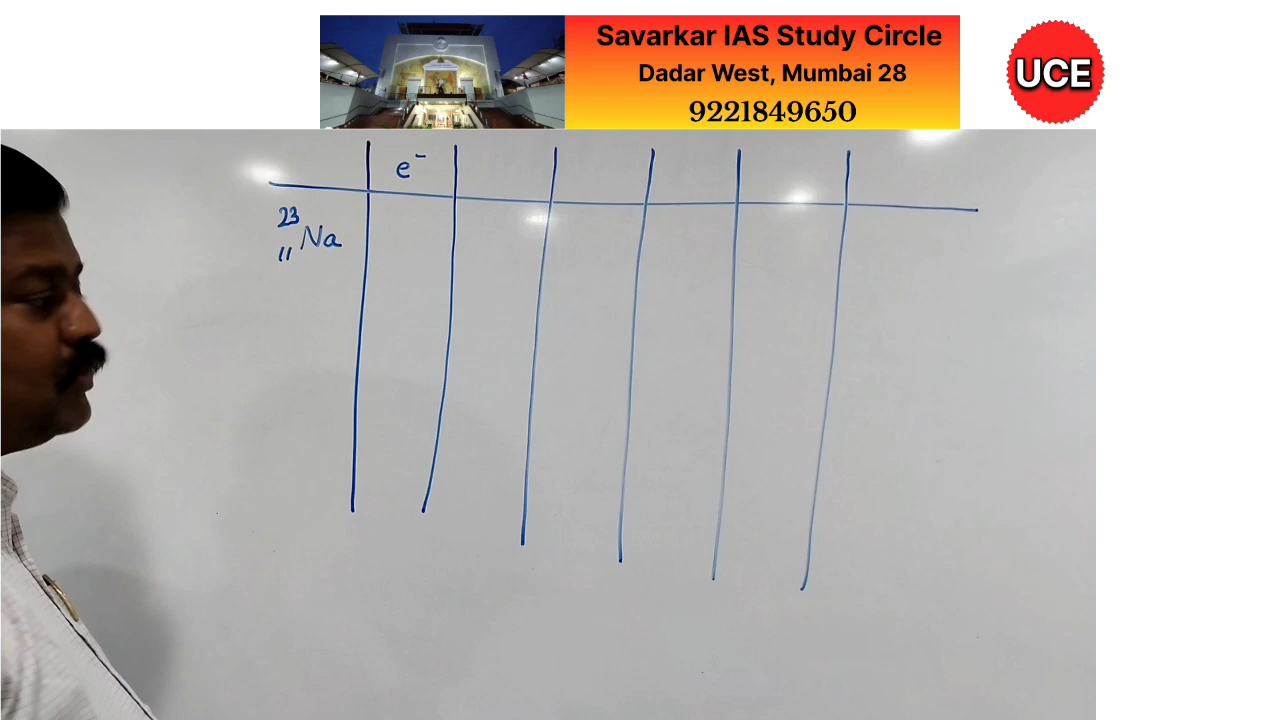 Savarkar IAS Study Circle
Dadar West, Mumbai 28
9221849650
UCE
e⁻
²³₁₁Na